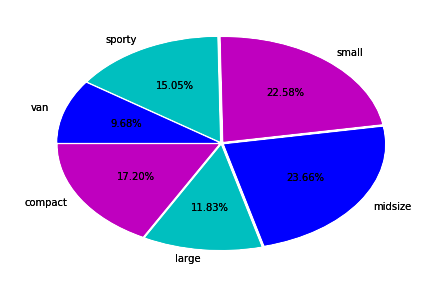 sporty
small
15.05%
22.58%
van
9.68%
compact
17.20%
23.66%
midsize
11.83%
large